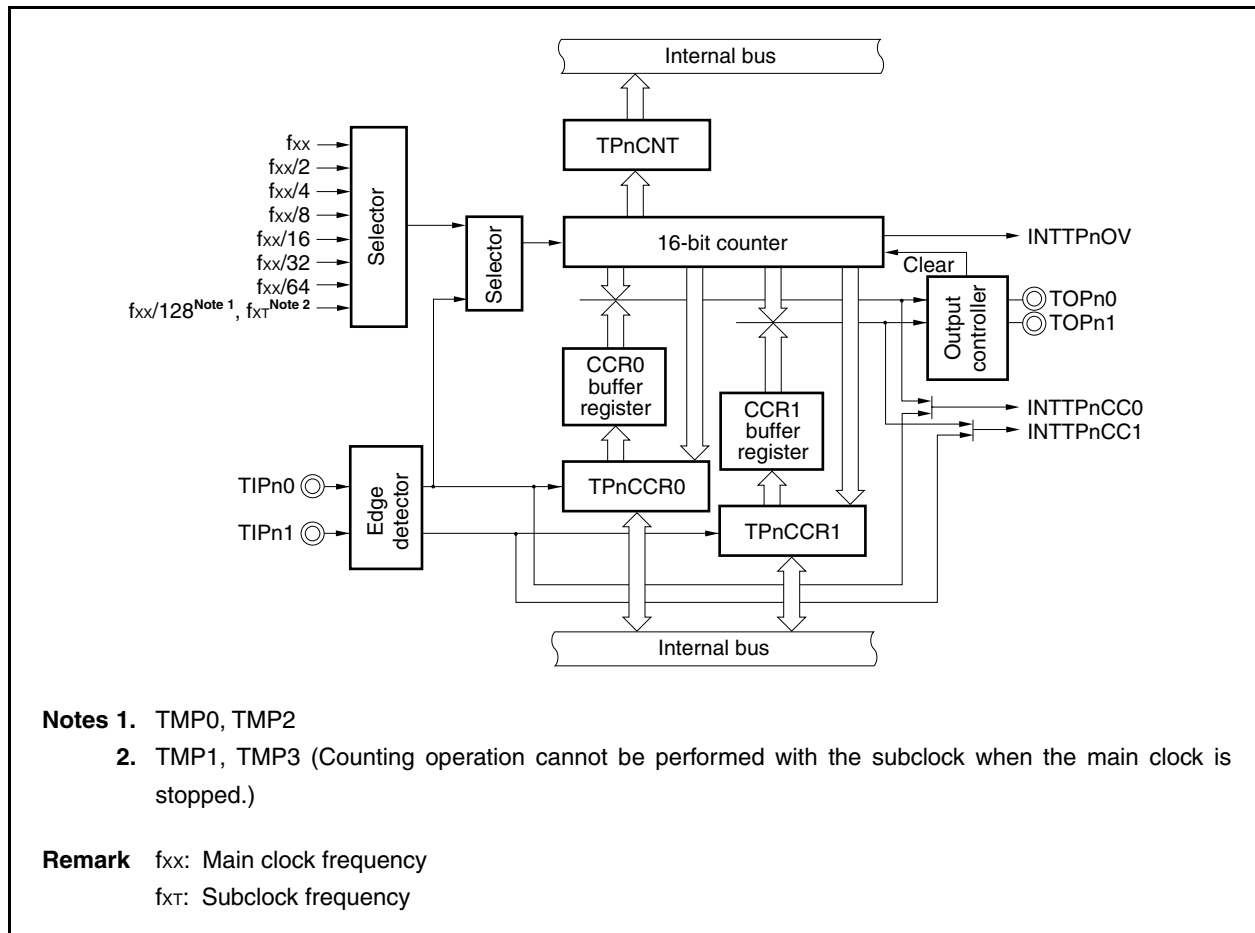 Internal bus
TPnCNT
fxx
fxx/2
fxx/4
fxx/8
fxx/16
fxx/32
fxx/64
fxx/128Note 1, fxTNote 2
Selector
Selector
16-bit counter
INTTPnOV
Clear
TOPn0
TOPn1
Output
controller
CCR0
buffer
register
CCR1
buffer
register
INTTPnCC0
INTTPnCC1
TIPn0
TIPn1
Edge
detector
TPnCCR0
TPnCCR1
Internal bus
Notes 1. TMP0, TMP2
2. TMP1, TMP3 (Counting operation cannot be performed with the subclock when the main clock is
stopped.)
Remark fxx: Main clock frequency
fxT: Subclock frequency